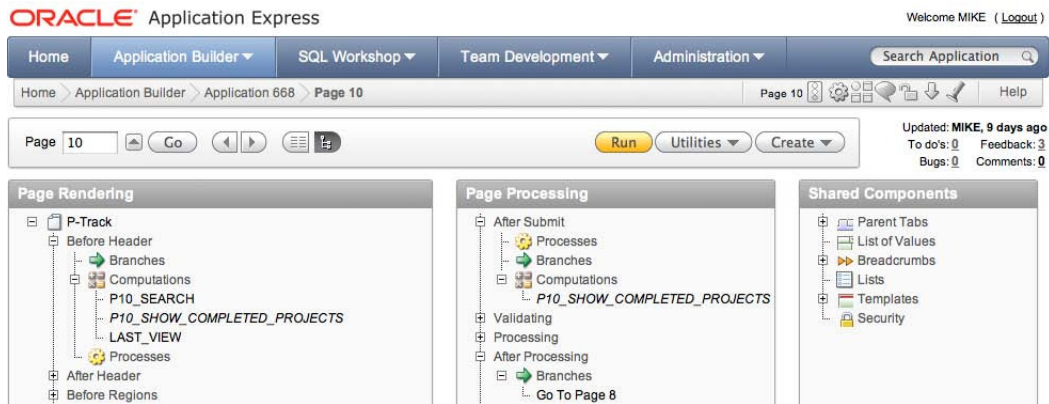 ORACLE Application Express
Welcome MIKE ( Logout )
Home Application Builder SQL Workshop Team Development Administration Search Application
Home Application Builder Application 668 Page 10
Page 10 Help
Page 10 Go Run Utilities Create
Updated: MIKE, 9 days ago
To do's: 0 Feedback: 3
Bugs: 0 Comments: 0
Page Rendering
P-Track
Before Header
Branches
Computations
P10_SEARCH
P10_SHOW_COMPLETED_PROJECTS
LAST_VIEW
Processes
After Header
Before Regions
Page Processing
After Submit
Processes
Branches
Computations
P10_SHOW_COMPLETED_PROJECTS
Validating
Processing
After Processing
Branches
Go To Page 8
Shared Components
Parent Tabs
List of Values
Breadcrumbs
Lists
Templates
Security